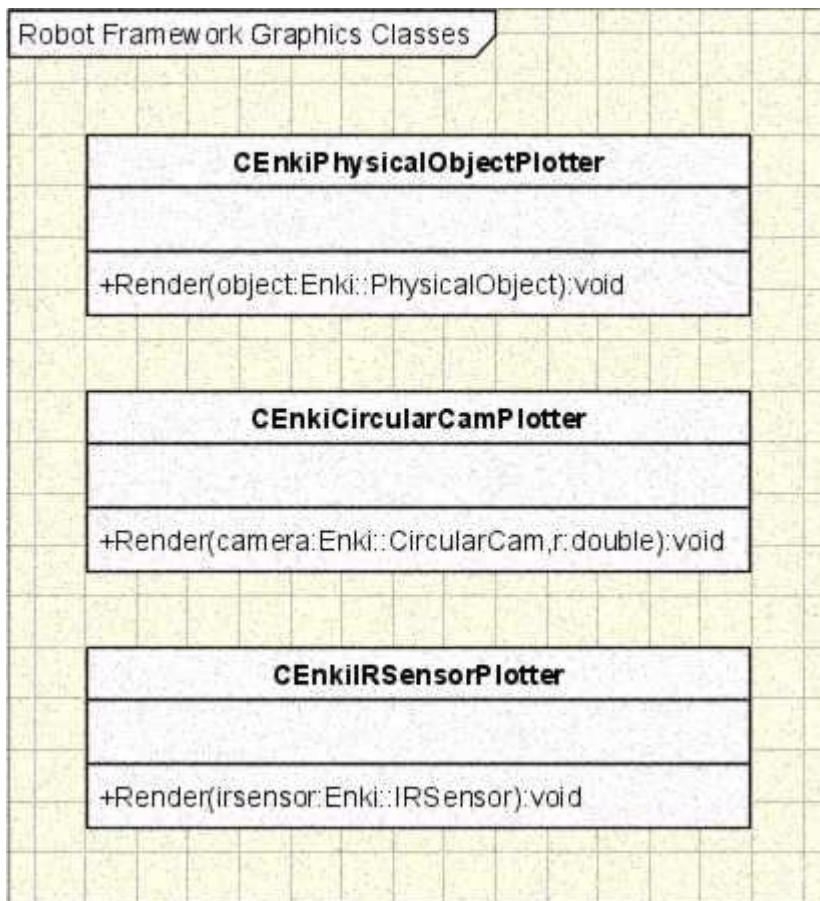 Robot Framework Graphics Classes
CEnkiPhysicalObjectPlotter
+Render(object:Enki::PhysicalObject):void
CEnkiCircularCamPlotter
+Render(camera:Enki::CircularCam,r:double):void
CEnkiIRSensorPlotter
+Render(irsensor:Enki::IRSensor):void